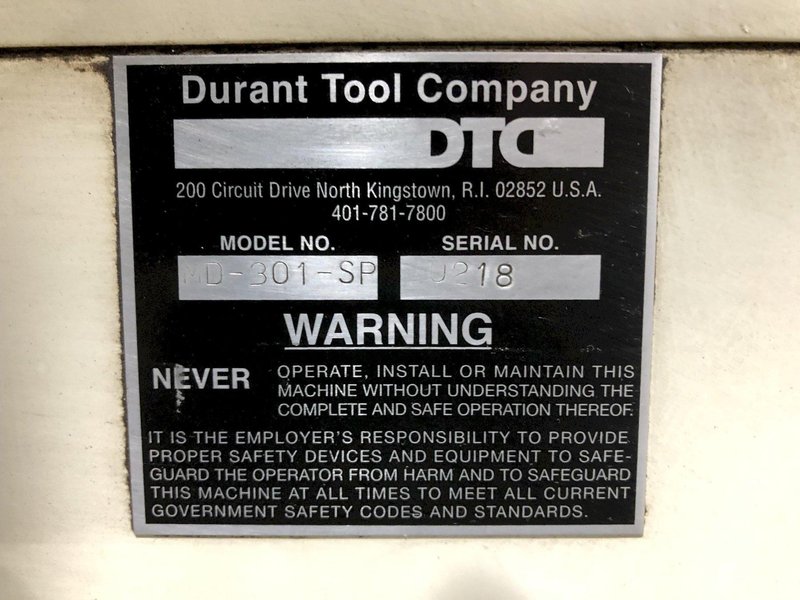 Durant Tool Company
DTC
200 Circuit Drive North Kingstown, R.I. 02852 U.S.A.
401-781-7800
MODEL NO. SERIAL NO.
MD-301-SP J218
WARNING
NEVER OPERATE, INSTALL OR MAINTAIN THIS
MACHINE WITHOUT UNDERSTANDING THE
COMPLETE AND SAFE OPERATION THEREOF.
IT IS THE EMPLOYER'S RESPONSIBILITY TO PROVIDE
PROPER SAFETY DEVICES AND EQUIPMENT TO SAFE-
GUARD THE OPERATOR FROM HARM AND TO SAFEGUARD
THIS MACHINE AT ALL TIMES TO MEET ALL CURRENT
GOVERNMENT SAFETY CODES AND STANDARDS.